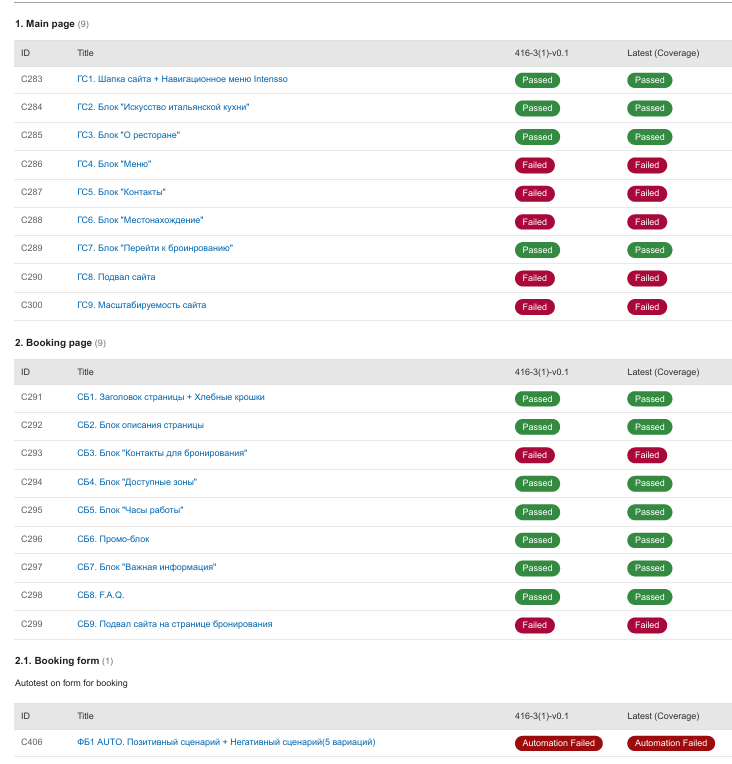 1. Main page (9)
ID Title 416-3(1)-v0.1 Latest (Coverage)
C283 ГС1. Шапка сайта + Навигационное меню Intensso Passed Passed
C284 ГС2. Блок "Искусство итальянской кухни" Passed Passed
C285 ГС3. Блок "О ресторане" Passed Passed
C286 ГС4. Блок "Меню" Failed Failed
C287 ГС5. Блок "Контакты" Failed Failed
C288 ГС6. Блок "Местонахождение" Failed Failed
C289 ГС7. Блок "Перейти к броинрованию" Passed Passed
C290 ГС8. Подвал сайта Failed Failed
C300 ГС9. Масштабируемость сайта Failed Failed
2. Booking page (9)
ID Title 416-3(1)-v0.1 Latest (Coverage)
C291 СБ1. Заголовок страницы + Хлебные крошки Passed Passed
C292 СБ2. Блок описания страницы Passed Passed
C293 СБ3. Блок "Контакты для бронирования" Failed Failed
C294 СБ4. Блок "Доступные зоны" Passed Passed
C295 СБ5. Блок "Часы работы" Passed Passed
C296 СБ6. Промо-блок Passed Passed
C297 СБ7. Блок "Важная информация" Passed Passed
C298 СБ8. F.A.Q. Passed Passed
C299 СБ9. Подвал сайта на странице бронирования Failed Failed
2.1. Booking form (1)
Autotest on form for booking
ID Title 416-3(1)-v0.1 Latest (Coverage)
C406 ФБ1 AUTO. Позитивный сценарий + Негативный сценарий(5 вариаций) Automation Failed Automation Failed